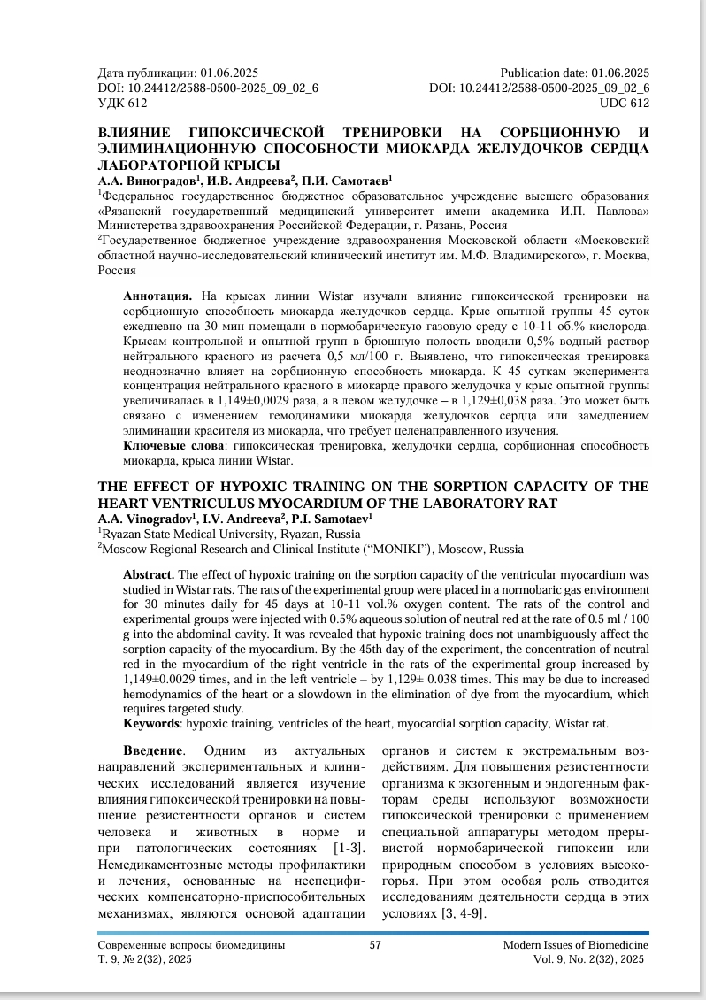 Дата публикации: 01.06.2025 Publication date: 01.06.2025
DOI: 10.24412/2588-0500-2025_09_02_6 DOI: 10.24412/2588-0500-2025_09_02_6
УДК 612 UDC 612
ВЛИЯНИЕ ГИПОКСИЧЕСКОЙ ТРЕНИРОВКИ НА СОРБЦИОННУЮ И
ЭЛИМИНАЦИОННУЮ СПОСОБНОСТИ МИОКАРДА ЖЕЛУДОЧКОВ СЕРДЦА
ЛАБОРАТОРНОЙ КРЫСЫ
А.А. Виноградов¹, И.В. Андреева², П.И. Самотаев¹
¹Федеральное государственное бюджетное образовательное учреждение высшего образования
«Рязанский государственный медицинский университет имени академика И.П. Павлова»
Министерства здравоохранения Российской Федерации, г. Рязань, Россия
²Государственное бюджетное учреждение здравоохранения Московской области «Московский
областной научно-исследовательский клинический институт им. М.Ф. Владимирского», г. Москва,
Россия
Аннотация. На крысах линии Wistar изучали влияние гипоксической тренировки на
сорбционную способность миокарда желудочков сердца. Крыс опытной группы 45 суток
ежедневно на 30 мин помещали в нормобарическую газовую среду с 10-11 об.% кислорода.
Крысам контрольной и опытной групп в брюшную полость вводили 0,5% водный раствор
нейтрального красного из расчета 0,5 мл/100 г. Выявлено, что гипоксическая тренировка
неоднозначно влияет на сорбционную способность миокарда. К 45 суткам эксперимента
концентрация нейтрального красного в миокарде правого желудочка у крыс опытной группы
увеличивалась в 1,149±0,0029 раза, а в левом желудочке – в 1,129±0,038 раза. Это может быть
связано с изменением гемодинамики миокарда желудочков сердца или замедлением
элиминации красителя из миокарда, что требует целенаправленного изучения.
Ключевые слова: гипоксическая тренировка, желудочки сердца, сорбционная способность
миокарда, крыса линии Wistar.
THE EFFECT OF HYPOXIC TRAINING ON THE SORPTION CAPACITY OF THE
HEART VENTRICULUS MYOCARDIUM OF THE LABORATORY RAT
A.A. Vinogradov¹, I.V. Andreeva², P.I. Samotaev¹
¹Ryazan State Medical University, Ryazan, Russia
²Moscow Regional Research and Clinical Institute (“MONIKI”), Moscow, Russia
Abstract. The effect of hypoxic training on the sorption capacity of the ventricular myocardium was
studied in Wistar rats. The rats of the experimental group were placed in a normobaric gas environment
for 30 minutes daily for 45 days at 10-11 vol.% oxygen content. The rats of the control and
experimental groups were injected with 0.5% aqueous solution of neutral red at the rate of 0.5 ml / 100
g into the abdominal cavity. It was revealed that hypoxic training does not unambiguously affect the
sorption capacity of the myocardium. By the 45th day of the experiment, the concentration of neutral
red in the myocardium of the right ventricle in the rats of the experimental group increased by
1,149±0.0029 times, and in the left ventricle – by 1,129± 0.038 times. This may be due to increased
hemodynamics of the heart or a slowdown in the elimination of dye from the myocardium, which
requires targeted study.
Keywords: hypoxic training, ventricles of the heart, myocardial sorption capacity, Wistar rat.
Введение. Одним из актуальных
направлений экспериментальных и клини-
ческих исследований является изучение
влияния гипоксической тренировки на повы-
шение резистентности органов и систем
человека и животных в норме и
при патологических состояниях [1-3].
Немедикаментозные методы профилактики
и лечения, основанные на неспецифи-
ческих компенсаторно-приспособительных
механизмах, являются основой адаптации
органов и систем к экстремальным воз-
действиям. Для повышения резистентности
организма к экзогенным и эндогенным фак-
торам среды используют возможности
гипоксической тренировки с применением
специальной аппаратуры методом преры-
вистой нормобарической гипоксии или
природным способом в условиях высоко-
горья. При этом особая роль отводится
исследованиям деятельности сердца в этих
условиях [3, 4-9].
Современные вопросы биомедицины 57 Modern Issues of Biomedicine
Т. 9, № 2(32), 2025 Vol. 9, No. 2(32), 2025